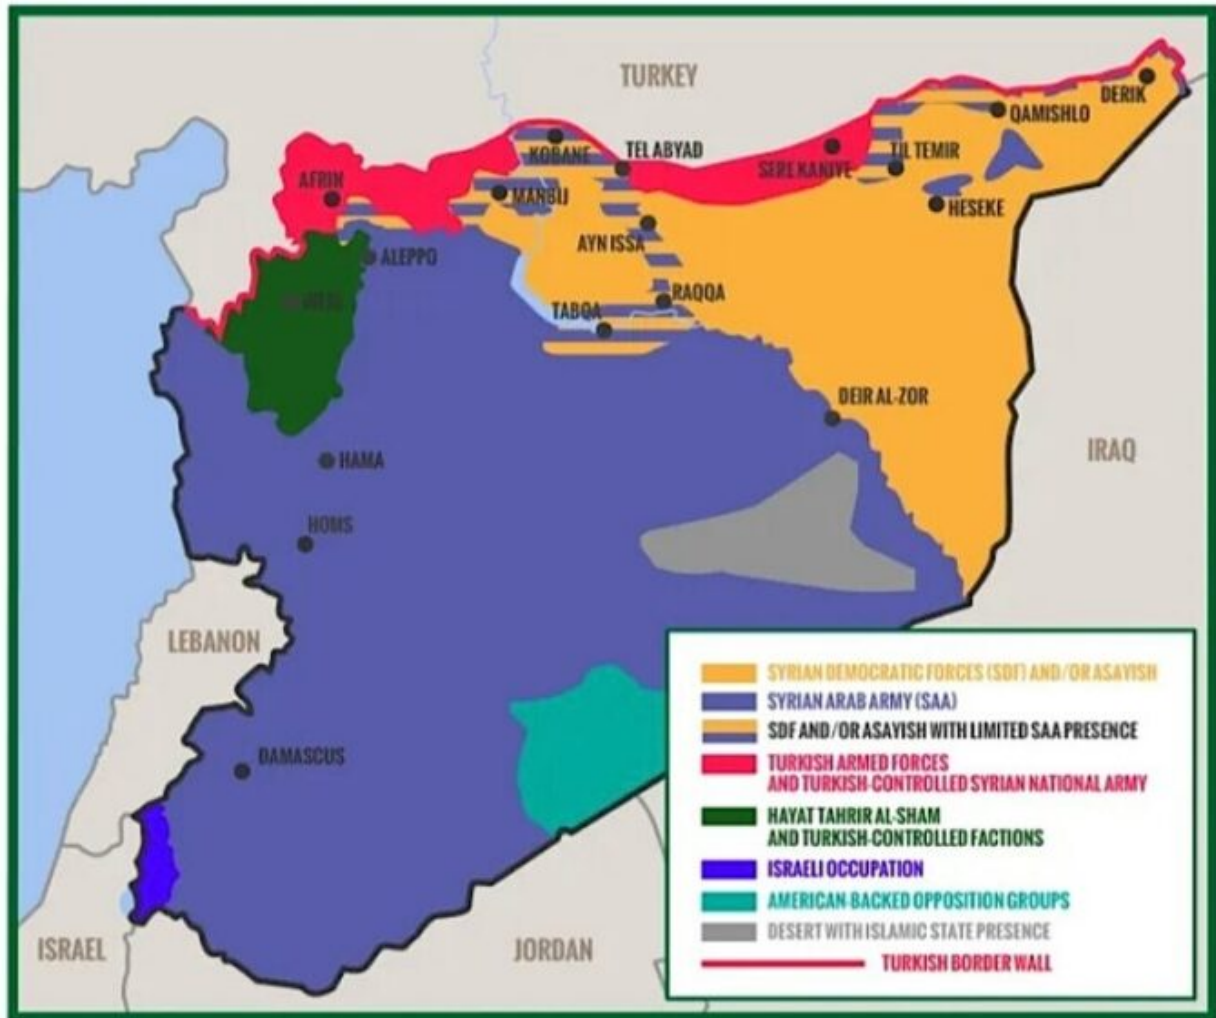 TURKEY
DERIK
QAMISHLO
KOBANE
TEL ABYAD
SERE KANIYE
TIL TEMIR
AFRIN
MANBIJ
HESEKE
AYN ISSA
ALEPPO
RAQQA
TABQA
DEIR AL-ZOR
IRAQ
HAMA
HOMS
LEBANON
DAMASCUS
ISRAEL
JORDAN
SYRIAN DEMOCRATIC FORCES (SDF) AND/OR ASAYISH
SYRIAN ARAB ARMY (SAA)
SDF AND/OR ASAYISH WITH LIMITED SAA PRESENCE
TURKISH ARMED FORCES
AND TURKISH-CONTROLLED SYRIAN NATIONAL ARMY
HAYAT TAHRIR AL-SHAM
AND TURKISH-CONTROLLED FACTIONS
ISRAELI OCCUPATION
AMERICAN-BACKED OPPOSITION GROUPS
DESERT WITH ISLAMIC STATE PRESENCE
TURKISH BORDER WALL